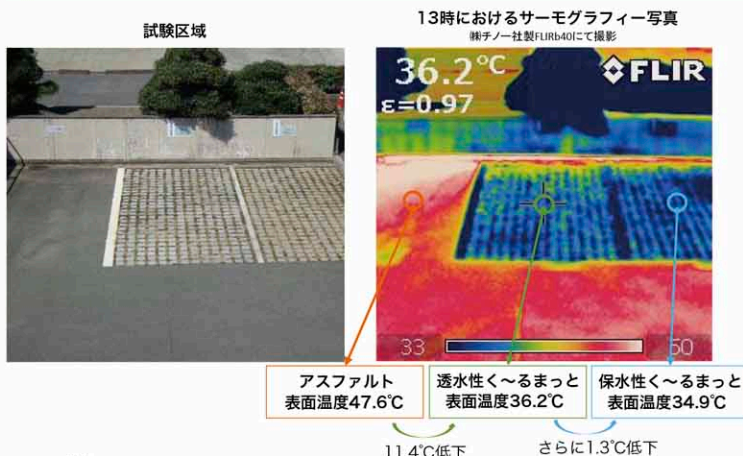 試験区域
13時におけるサーモグラフィー写真
㈱チノー社製FLIRb40にて撮影
36.2℃
ε=0.97
FLIR
33
50
アスファルト
表面温度47.6℃
透水性く～るまっと
表面温度36.2℃
保水性く～るまっと
表面温度34.9℃
11.4℃低下
さらに1.3℃低下